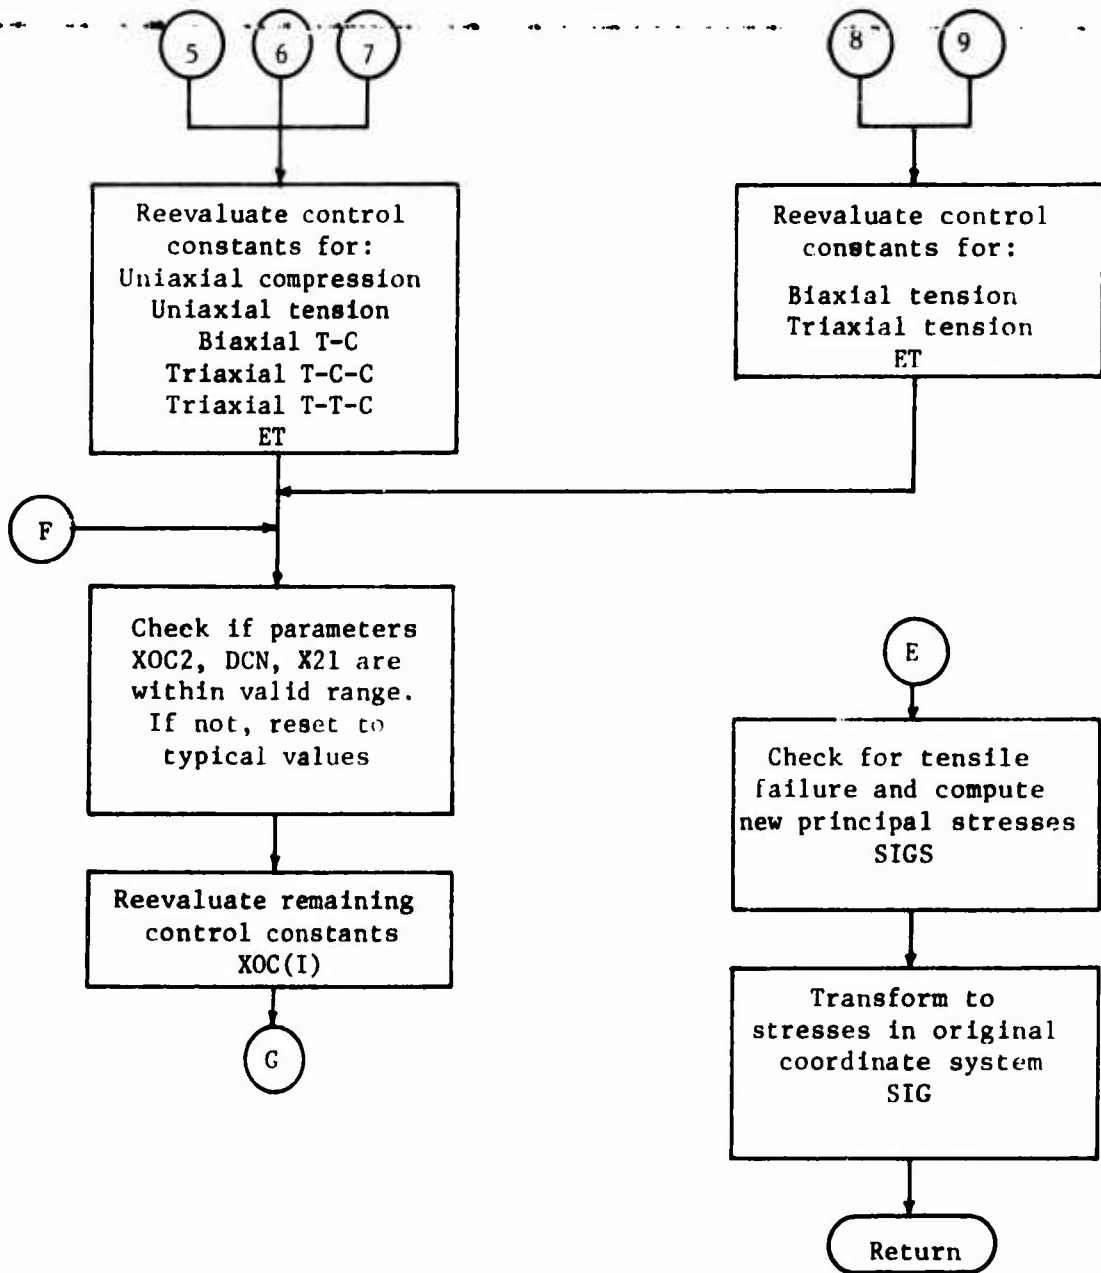 5 6 7 8 9
Reevaluate control
constants for:
Uniaxial compression
Uniaxial tension
Biaxial T-C
Triaxial T-C-C
Triaxial T-T-C
ET
Reevaluate control
constants for:
Biaxial tension
Triaxial tension
ET
F
Check if parameters
XOC2, DCN, X21 are
within valid range.
If not, reset to
typical values
Reevaluate remaining
control constants
XOC(I)
G
E
Check for tensile
failure and compute
new principal stresses
SIGS
Transform to
stresses in original
coordinate system
SIG
Return